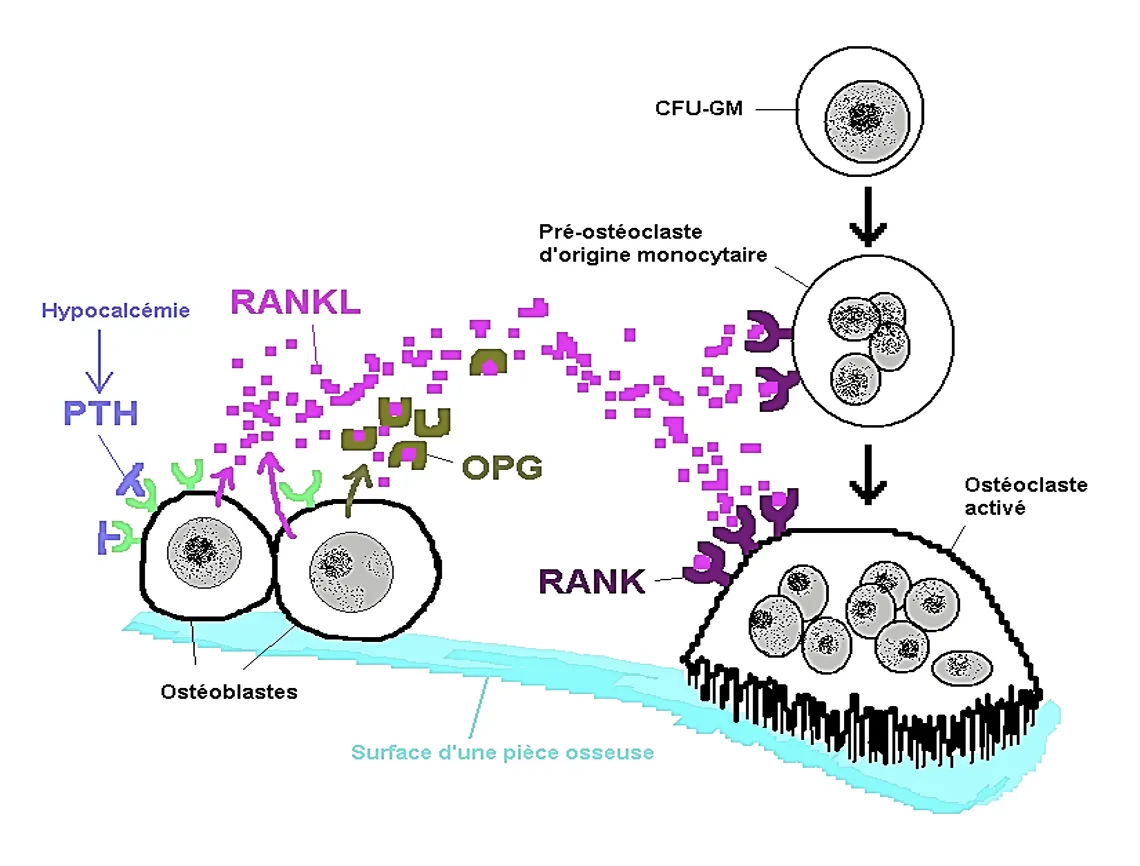 CFU-GM
Pré-ostéoclaste
d'origine monocytaire
Hypocalcémie
RANKL
PTH
OPG
Ostéoclaste
activé
RANK
Ostéoblastes
Surface d'une pièce osseuse